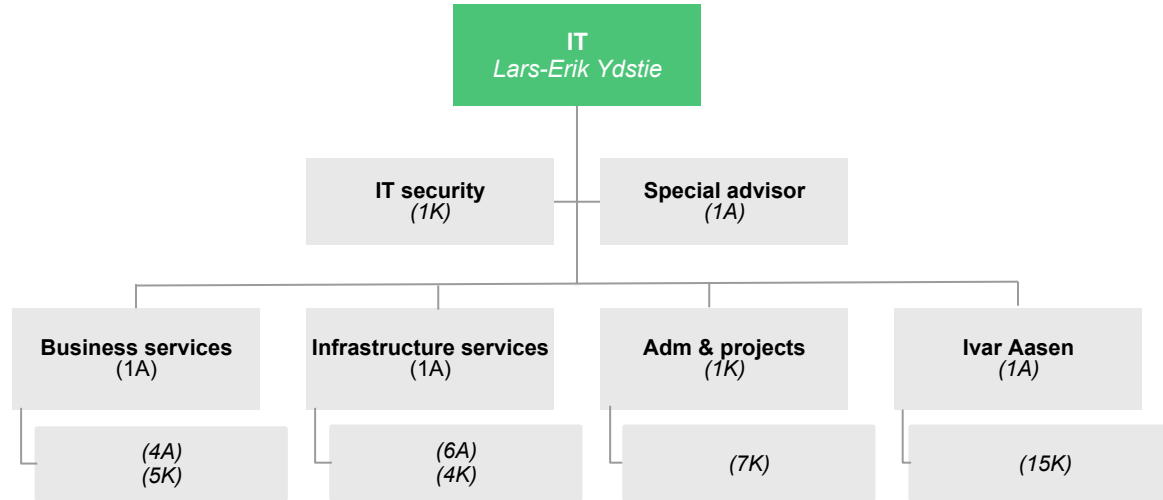 IT
Lars-Erik Ydstie
IT security
(1K)
Special advisor
(1A)
Business services
(1A)
Infrastructure services
(1A)
Adm & projects
(1K)
Ivar Aasen
(1A)
(4A)
(5K)
(6A)
(4K)
(7K)
(15K)